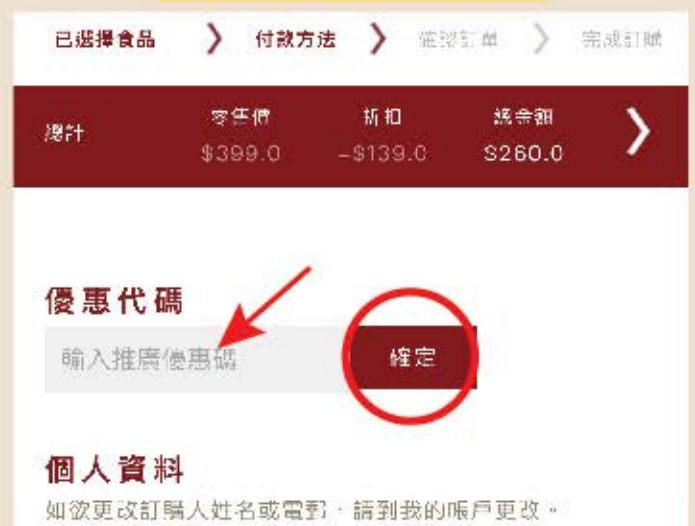 已選擇食品 > 付款方法 > 確認訂單 > 完成訂購
總計 零售價 折扣 總金額
$399.0 -$139.0 $260.0
優惠代碼
輸入推廣優惠碼 確定
個人資料
如欲更改訂購人姓名或電郵，請到我的帳戶更改。